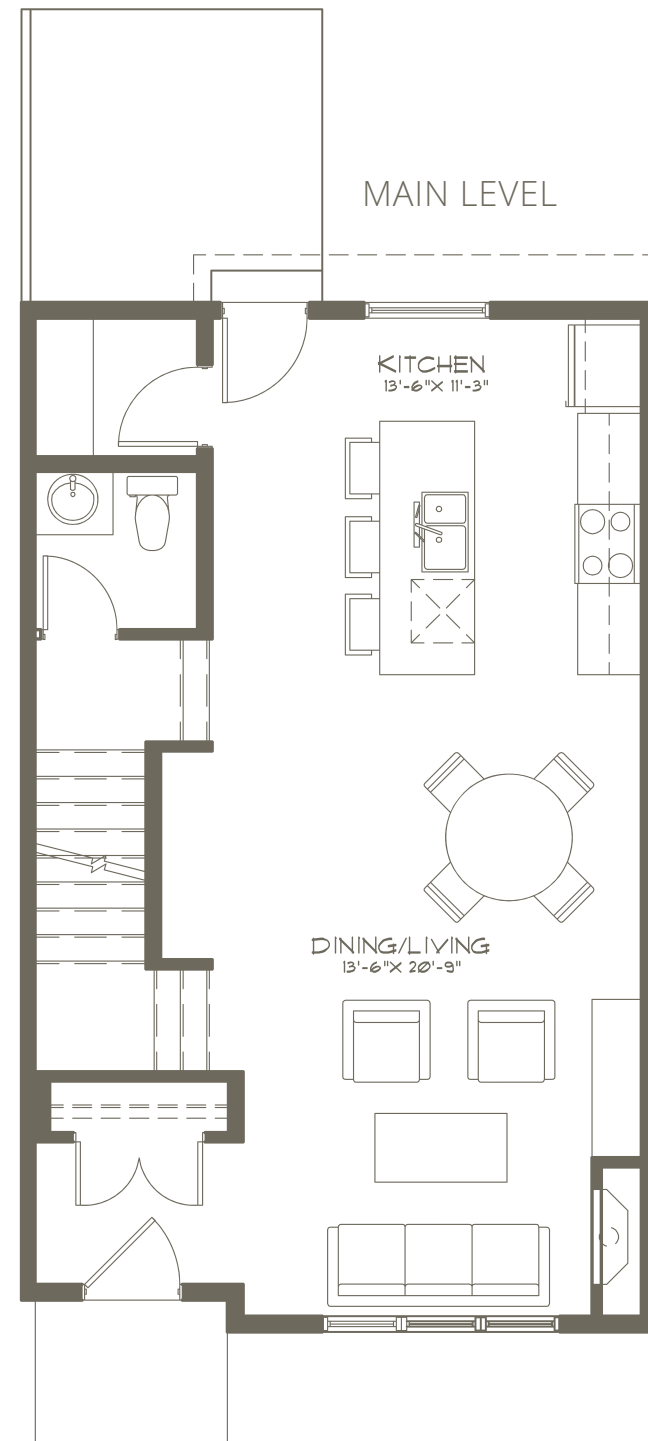 MAIN LEVEL
KITCHEN
13'-6"X 11'-3"
DINING/LIVING
13'-6"X 20'-9"